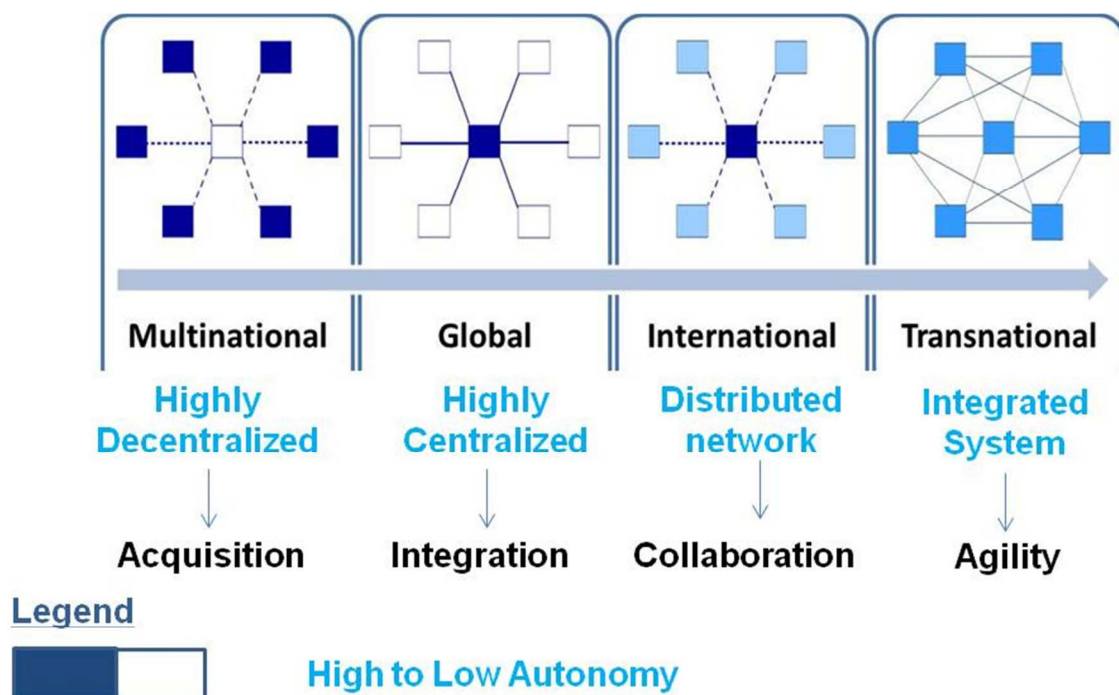 Multinational
Global
International
Transnational
Highly
Decentralized
Highly
Centralized
Distributed
network
Integrated
System
Acquisition
Integration
Collaboration
Agility
Legend
High to Low Autonomy